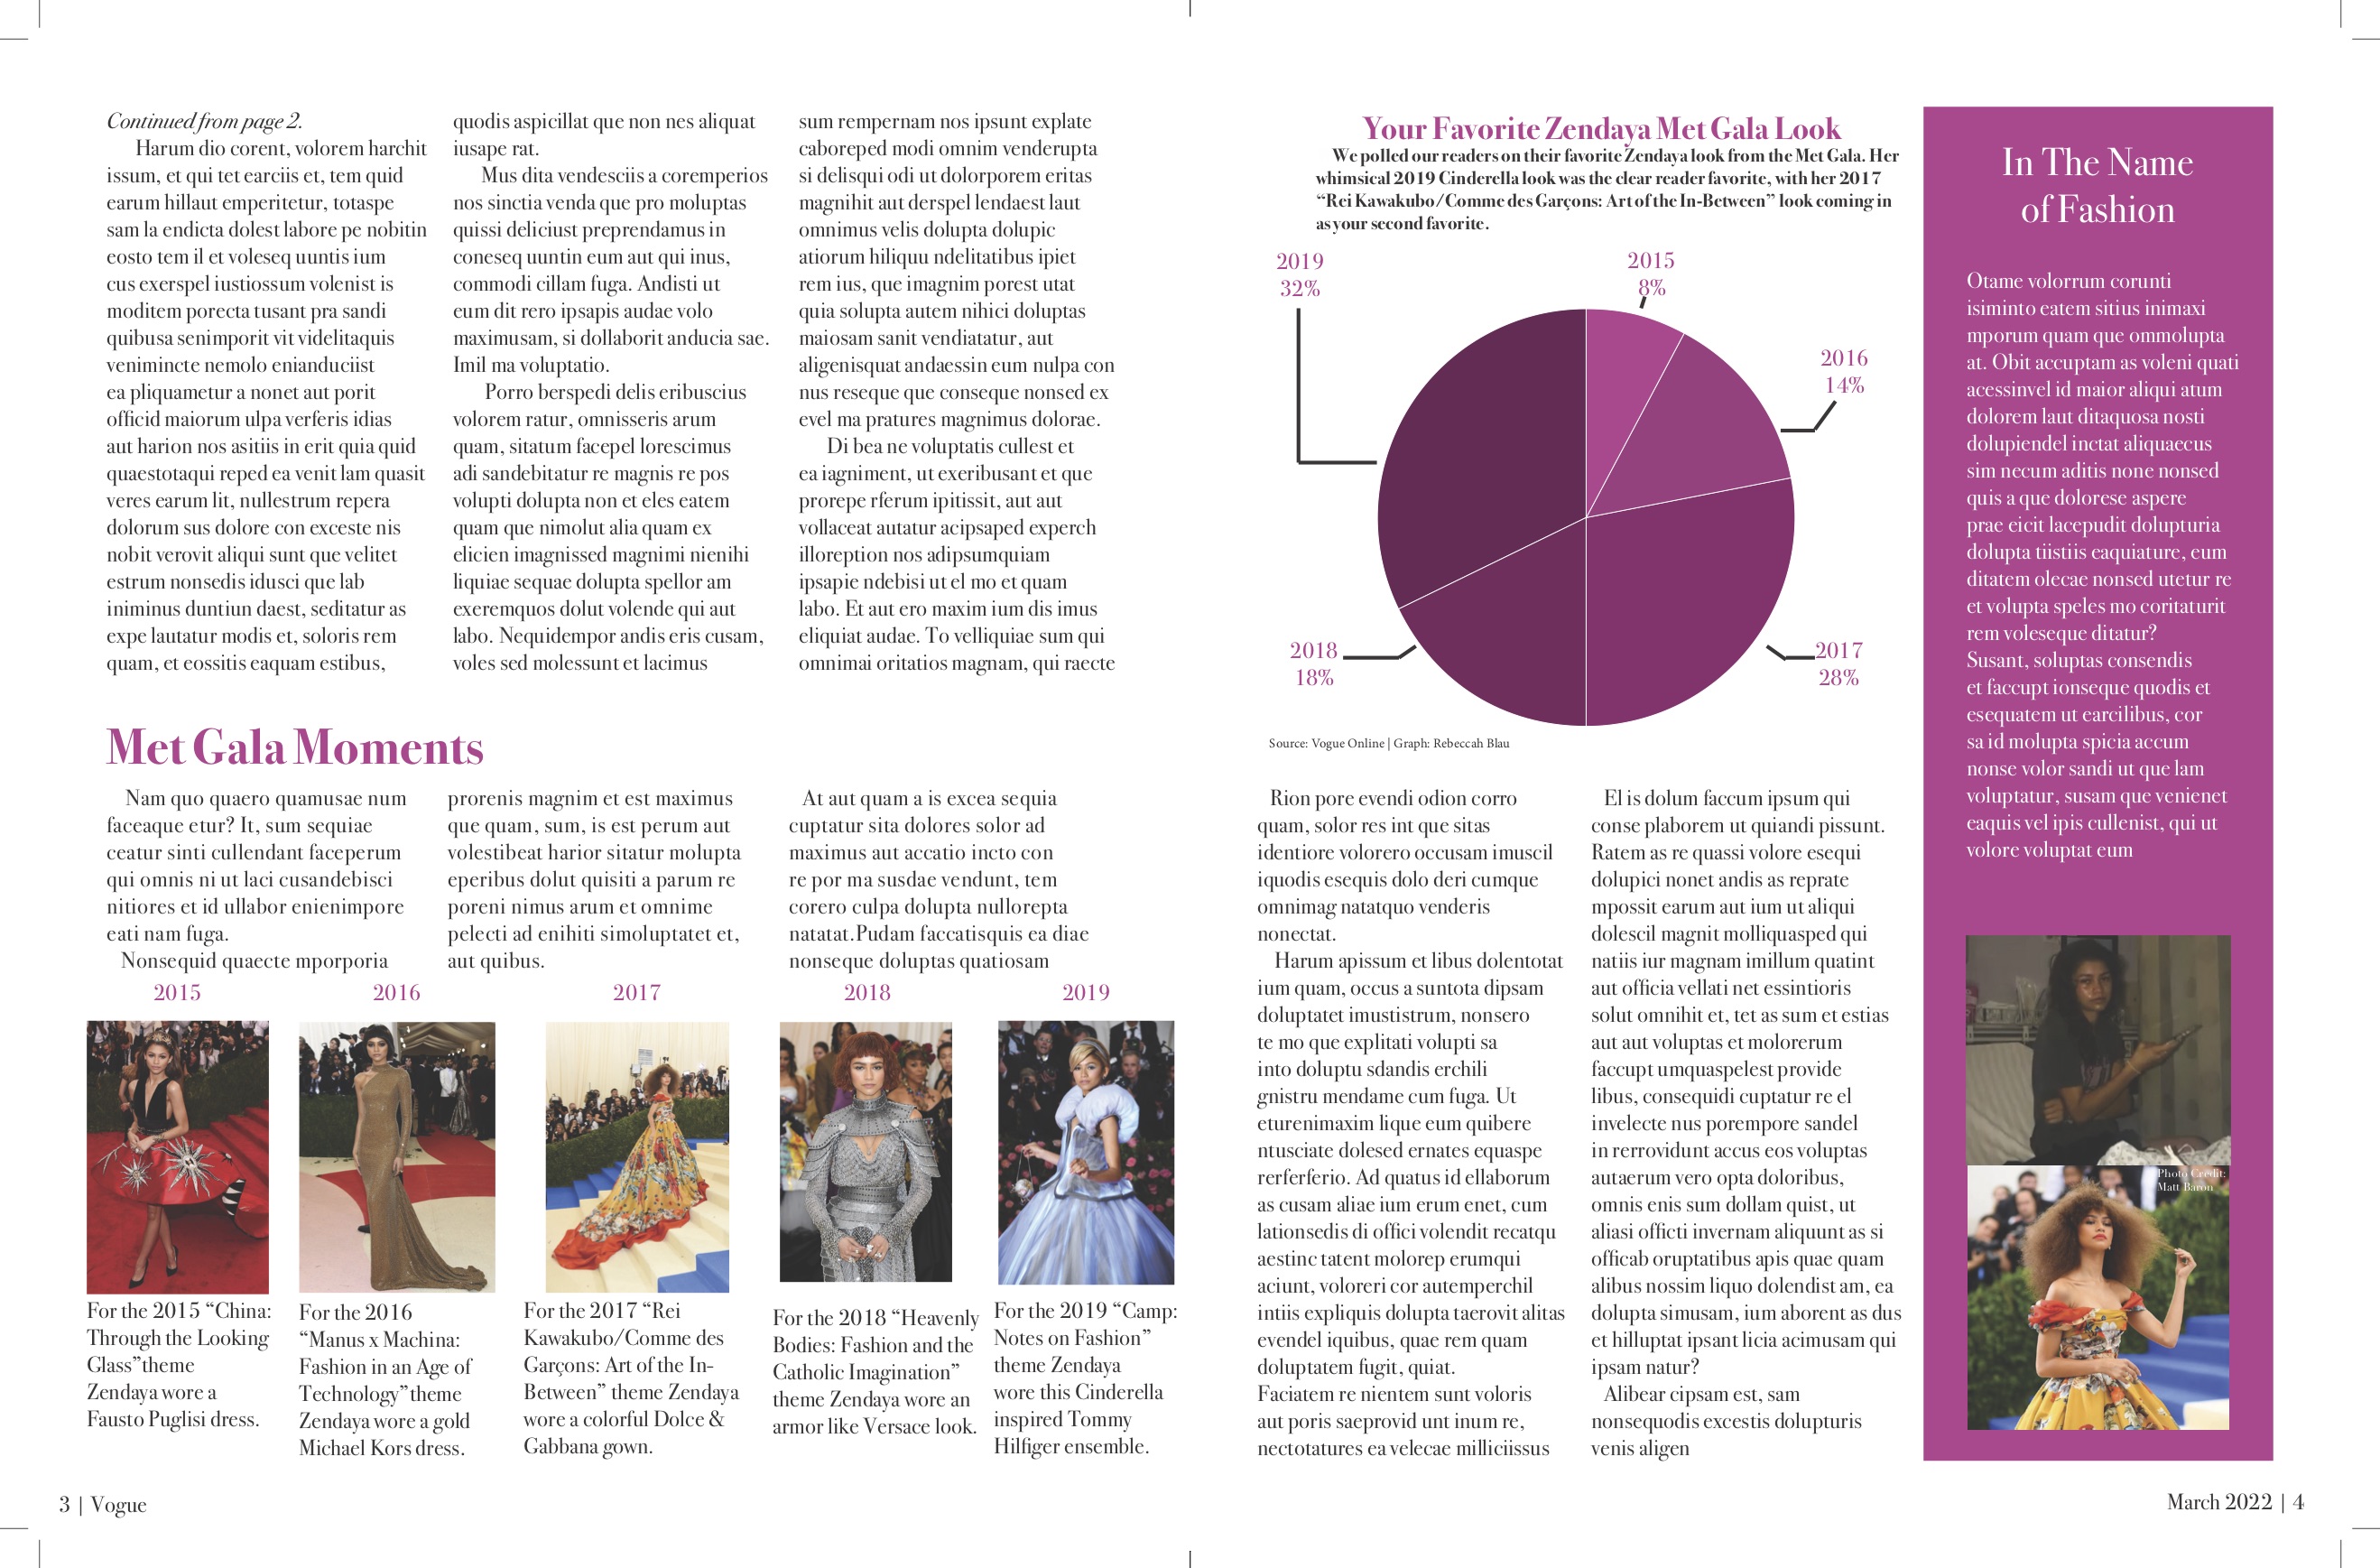 Continued from page 2.
Harum dio corent, volorem harchit
issum, et qui tet earciis et, tem quid
earum hillaut emperitetur, totaspe
sam la endicta dolest labore pe nobitin
eosto tem il et voleseq uuntis ium
cus exerspel iustiossum volenist is
moditem porecta tusant pra sandi
quibusa senimporit vit videlitaquis
venimincte nemolo enianduciist
ea pliquametur a nonet aut porit
officid maiorum ulpa verferis idias
aut harion nos asitiis in erit quia quid
quaestotaqui reped ea venit lam quasit
veres earum lit, nullestrum repera
dolorum sus dolore con exceste nis
nobit verovit aliqui sunt que velitet
estrum nonsedis idusci que lab
iniminus duntiun daest, seditatur as
expe lautatur modis et, soloris rem
quam, et eossitis eaquam estibus,
quodis aspicillat que non nes aliquat
iusape rat.
Mus dita vendesciis a coremperios
nos sinctia venda que pro moluptas
quissi deliciust preprendamus in
coneseq uuntin eum aut qui inus,
commodi cillam fuga. Andisti ut
eum dit rero ipsapis audae volo
maximusam, si dollaborit anducia sae.
Imil ma voluptatio.
Porro berspedi delis eribuscius
volorem ratur, omnisseris arum
quam, sitatum facepel lorescimus
adi sandebitatur re magnis re pos
volupti dolupta non et eles eatem
quam que nimolut alia quam ex
elicien imagnissed magnimi nienihi
liquiae sequae dolupta spellor am
exeremquos dolut volende qui aut
labo. Nequidempor andis eris cusam,
voles sed molessunt et lacimus
sum rempernam nos ipsunt explate
caboreped modi omnim venderupta
si delisqui odi ut dolorporem eritas
magnihit aut derspel lendaest laut
omnimus velis dolupta dolupic
atiorum hiliquu ndelitatibus ipiet
rem ius, que imagnim porest utat
quia solupta autem nihici doluptas
maiosam sanit vendiatatur, aut
aligenisquat andaessin eum nulpa con
nus reseque que conseque nonsed ex
evel ma pratures magnimus dolorae.
Di bea ne voluptatis cullest et
ea iagniment, ut exeribusant et que
prorepe rferum ipitissit, aut aut
vollaceat autatur acipsaped experch
illoreption nos adipsumquiam
ipsapie ndebisi ut el mo et quam
labo. Et aut ero maxim ium dis imus
eliquiat audae. To velliquiae sum qui
omnimai oritatios magnam, qui raecte
Met Gala Moments
Nam quo quaero quamusae num
faceaque etur? It, sum sequiae
ceatur sinti cullendant faceperum
qui omnis ni ut laci cusandebisci
nitiores et id ullabor enienimpore
eati nam fuga.
Nonsequid quaecte mporporia
prorenis magnim et est maximus
que quam, sum, is est perum aut
volestibeat harior sitatur molupta
eperibus dolut quisiti a parum re
poreni nimus arum et omnime
pelecti ad enihiti simoluptatet et,
aut quibus.
At aut quam a is excea sequia
cuptatur sita dolores solor ad
maximus aut accatio incto con
re por ma susdae vendunt, tem
corero culpa dolupta nullorepta
natatat.Pudam faccatisquis ea diae
nonseque doluptas quatiosam
2015
2016
2017
2018
2019
For the 2015 “China:
Through the Looking
Glass”theme
Zendaya wore a
Fausto Puglisi dress.
For the 2016
“Manus x Machina:
Fashion in an Age of
Technology”theme
Zendaya wore a gold
Michael Kors dress.
For the 2017 “Rei
Kawakubo/Comme des
Garçons: Art of the In-
Between” theme Zendaya
wore a colorful Dolce &
Gabbana gown.
For the 2018 “Heavenly
Bodies: Fashion and the
Catholic Imagination”
theme Zendaya wore an
armor like Versace look.
For the 2019 “Camp:
Notes on Fashion”
theme Zendaya
wore this Cinderella
inspired Tommy
Hilfiger ensemble.
3 | Vogue
Your Favorite Zendaya Met Gala Look
We polled our readers on their favorite Zendaya look from the Met Gala. Her
whimsical 2019 Cinderella look was the clear reader favorite, with her 2017
“Rei Kawakubo/Comme des Garçons: Art of the In-Between” look coming in
as your second favorite.
2019
32%
2015
8%
2016
14%
2018
18%
2017
28%
Source: Vogue Online | Graph: Rebeccah Blau
Rion pore evendi odion corro
quam, solor res int que sitas
identiore volorero occusam imuscil
iquodis esequis dolo deri cumque
omnimag natatquo venderis
nonectat.
Harum apissum et libus dolentotat
ium quam, occus a suntota dipsam
doluptatet imustistrum, nonsero
te mo que explitati volupti sa
into doluptu sdandis erchili
gnistru mendame cum fuga. Ut
eturenimaxim lique eum quibere
ntusciate dolesed ernates equaspe
rerferferio. Ad quatus id ellaborum
as cusam aliae ium erum enet, cum
lationsedis di offici volendit recatqu
aestinc tatent molorep erumqui
aciunt, voloreri cor autemperchil
intiis expliquis dolupta taerovit alitas
evendel iquibus, quae rem quam
doluptatem fugit, quiat.
Faciatem re nientem sunt voloris
aut poris saeprovid unt inum re,
nectotatures ea velecae milliciissus
El is dolum faccum ipsum qui
conse plaborem ut quiandi pissunt.
Ratem as re quassi volore esequi
dolupici nonet andis as reprate
mpossit earum aut ium ut aliqui
dolescil magnit molliquasped qui
natiis iur magnam imillum quatint
aut officia vellati net essintioris
solut omnihit et, tet as sum et estias
aut aut voluptas et molorerum
faccupt umquaspelest provide
libus, consequidi cuptatur re el
invelecte nus porempore sandel
in rerrovidunt accus eos voluptas
autaerum vero opta doloribus,
omnis enis sum dollam quist, ut
aliasi officti invernam aliquunt as si
officab oruptatibus apis quae quam
alibus nossim liquo dolendist am, ea
dolupta simusam, ium aborent as dus
et hilluptat ipsant licia acimusam qui
ipsam natur?
Alibear cipsam est, sam
nonsequodis excestis dolupturis
venis aligen
In The Name
of Fashion
Otame volorrum corunti
isiminto eatem sitius inimaxi
mporum quam que ommolupta
at. Obit accuptam as voleni quati
acessinvel id maior aliqui atum
dolorem laut ditaquosa nosti
dolupiendel inctat aliquaecus
sim necum aditis none nonsed
quis a que dolorese aspere
prae eicit lacepudit dolupturia
dolupta tiistiis eaquiature, eum
ditatem olecae nonsed utetur re
et volupta speles mo coritaturit
rem voleseque ditatur?
Susant, soluptas consendis
et faccupt ionseque quodis et
esequatem ut earcilibus, cor
sa id molupta spicia accum
nonse volor sandi ut que lam
voluptatur, susam que venienet
eaquis vel ipis cullenist, qui ut
volore voluptat eum
Photo Credit:
Matt Baron
March 2022 | 4